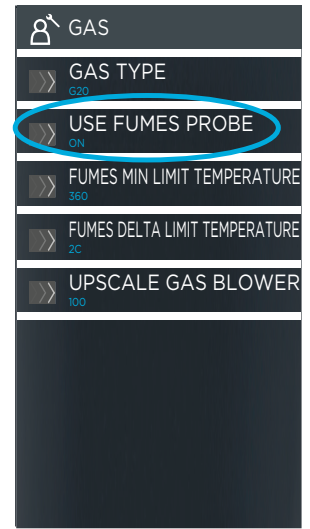 GAS
GAS TYPE
G20
USE FUMES PROBE
ON
FUMES MIN LIMIT TEMPERATURE
360
FUMES DELTA LIMIT TEMPERATURE
2C
UPSCALE GAS BLOWER
100